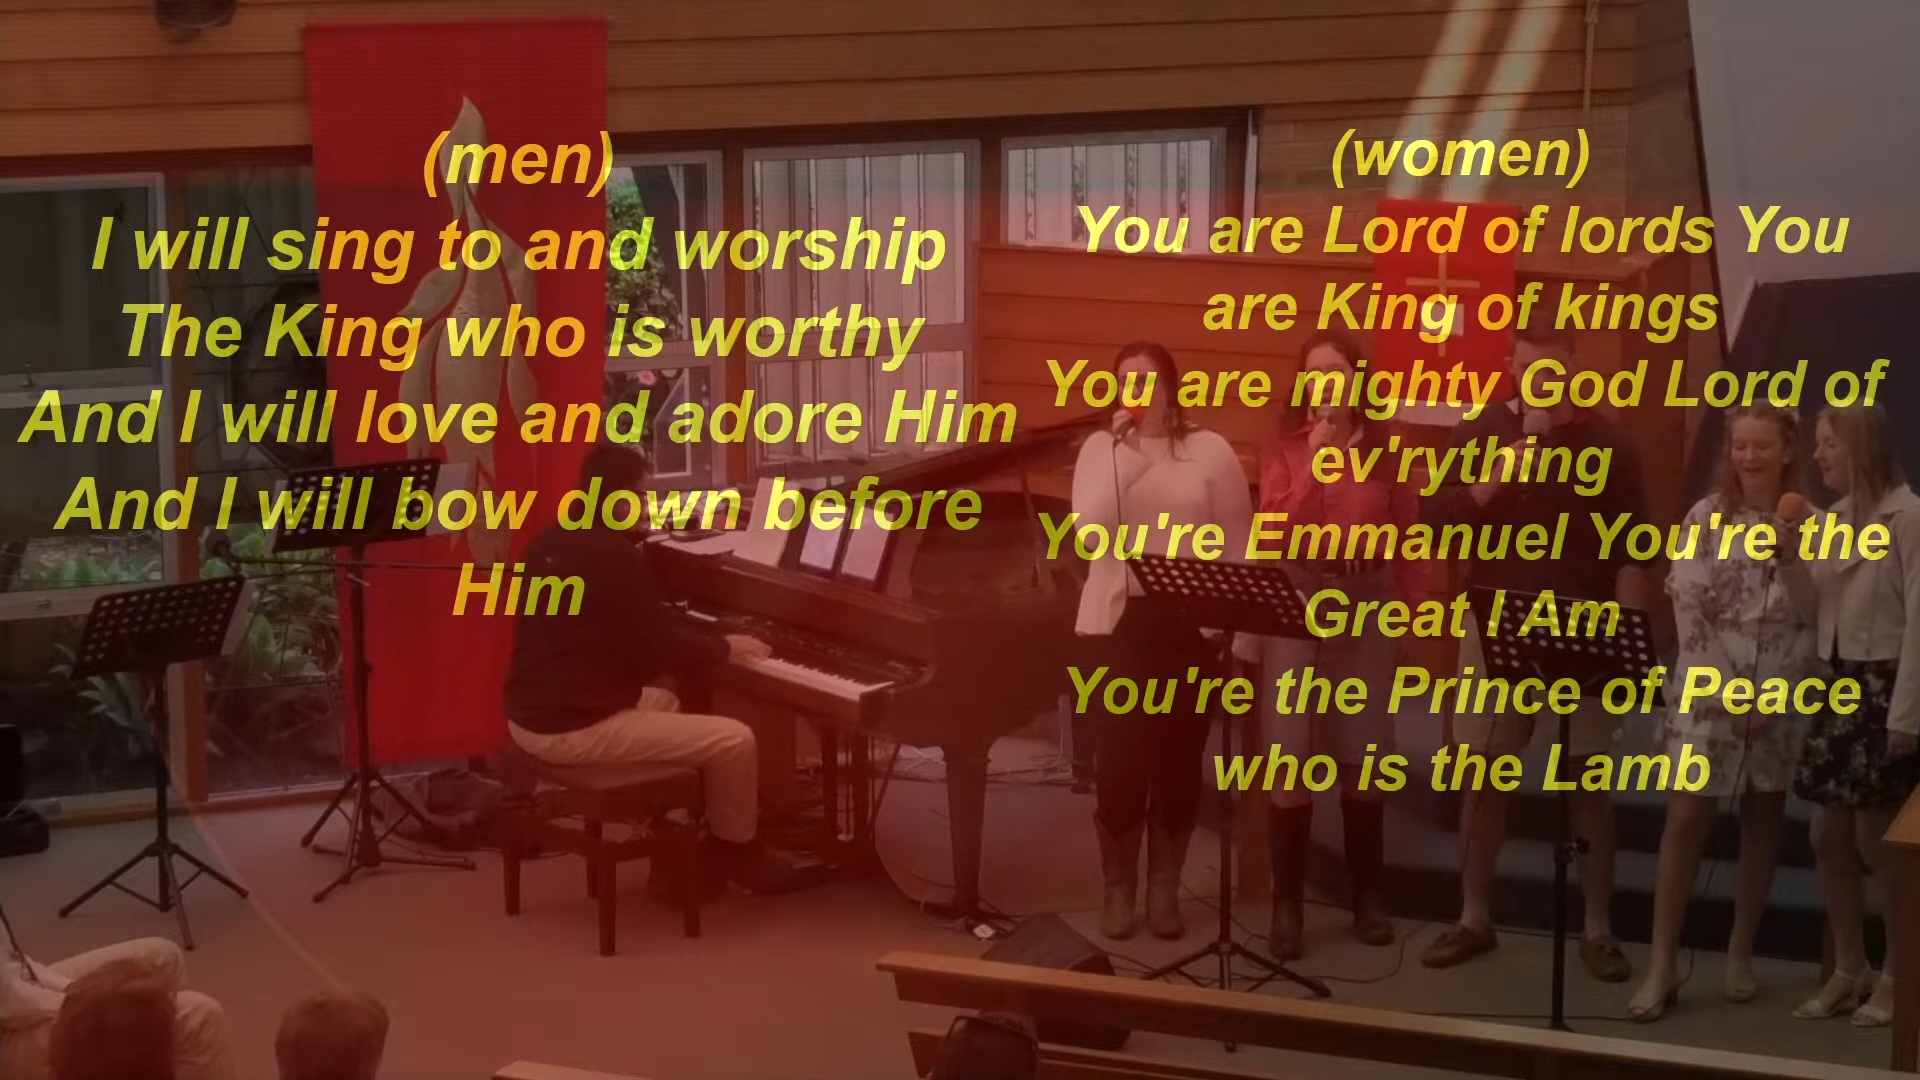 (men)
I will sing to and worship
The King who is worthy
And I will love and adore Him
And I will bow down before
Him
(women)
You are Lord of lords You
are King of kings
You are mighty God Lord of
ev'rything
You're Emmanuel You're the
Great I Am
You're the Prince of Peace
who is the Lamb